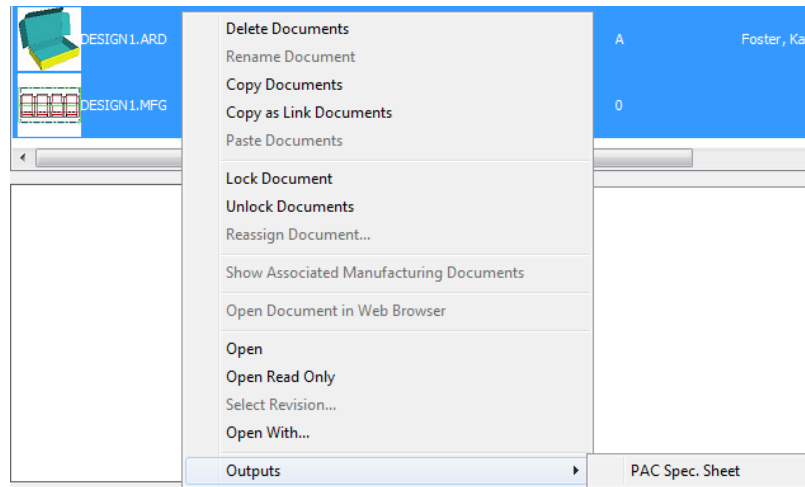 DESIGN1.ARD A Foster, Ka
DESIGN1.MFG 0
Delete Documents
Rename Document
Copy Documents
Copy as Link Documents
Paste Documents
Lock Document
Unlock Documents
Reassign Document...
Show Associated Manufacturing Documents
Open Document in Web Browser
Open
Open Read Only
Select Revision...
Open With...
Outputs
PAC Spec. Sheet